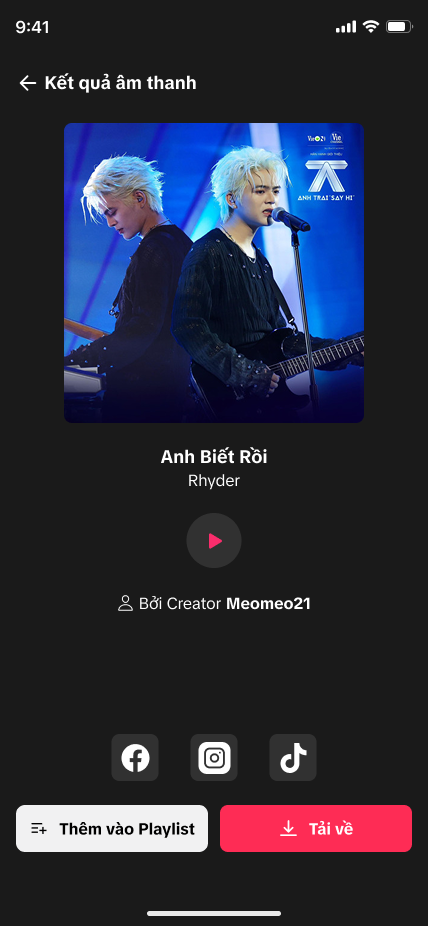 9:41
Kết quả âm thanh
VieON
Vie
ANH TRAI "SAY HI"
Anh Biết Rồi
Rhyder
Bởi Creator Meomeo21
Thêm vào Playlist
Tải về